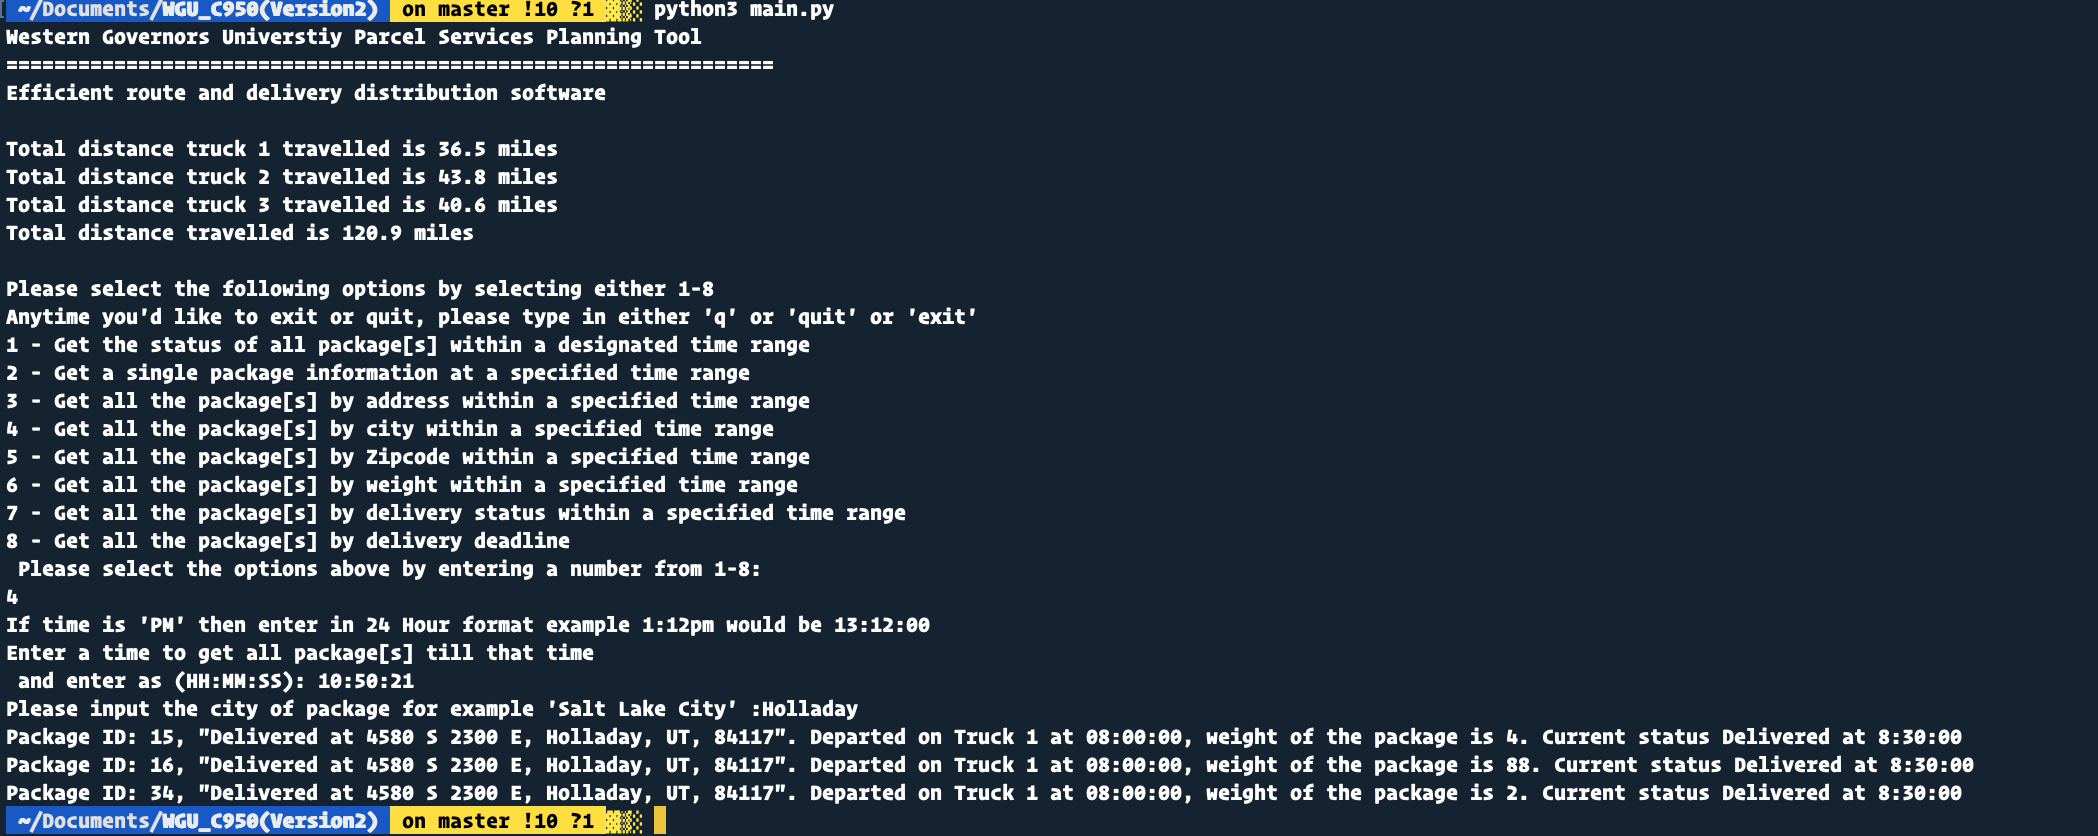 ~/Documents/WGU_C950(Version2) on master !10 ?1 python3 main.py
Western Governors Universtiy Parcel Services Planning Tool
================================================================
Efficient route and delivery distribution software
Total distance truck 1 travelled is 36.5 miles
Total distance truck 2 travelled is 43.8 miles
Total distance truck 3 travelled is 40.6 miles
Total distance travelled is 120.9 miles
Please select the following options by selecting either 1-8
Anytime you'd like to exit or quit, please type in either 'q' or 'quit' or 'exit'
1 - Get the status of all package[s] within a designated time range
2 - Get a single package information at a specified time range
3 - Get all the package[s] by address within a specified time range
4 - Get all the package[s] by city within a specified time range
5 - Get all the package[s] by Zipcode within a specified time range
6 - Get all the package[s] by weight within a specified time range
7 - Get all the package[s] by delivery status within a specified time range
8 - Get all the package[s] by delivery deadline
Please select the options above by entering a number from 1-8:
4
If time is 'PM' then enter in 24 Hour format example 1:12pm would be 13:12:00
Enter a time to get all package[s] till that time
and enter as (HH:MM:SS): 10:50:21
Please input the city of package for example 'Salt Lake City' :Holladay
Package ID: 15, "Delivered at 4580 S 2300 E, Holladay, UT, 84117". Departed on Truck 1 at 08:00:00, weight of the package is 4. Current status Delivered at 8:30:00
Package ID: 16, "Delivered at 4580 S 2300 E, Holladay, UT, 84117". Departed on Truck 1 at 08:00:00, weight of the package is 88. Current status Delivered at 8:30:00
Package ID: 34, "Delivered at 4580 S 2300 E, Holladay, UT, 84117". Departed on Truck 1 at 08:00:00, weight of the package is 2. Current status Delivered at 8:30:00
~/Documents/WGU_C950(Version2) on master !10 ?1